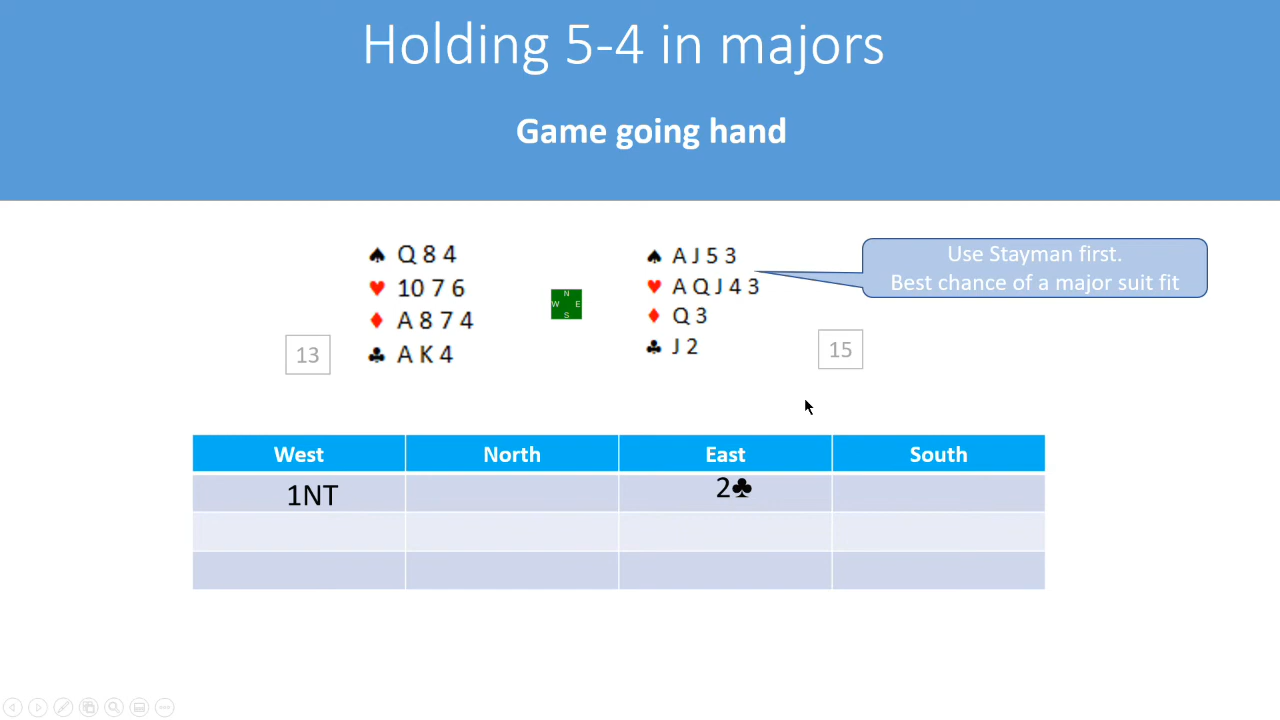 Holding 5-4 in majors
Game going hand
♠ Q 8 4
♥ 10 7 6
♦ A 8 7 4
♣ A K 4
13
N
W E
S
♠ A J 5 3
♥ A Q J 4 3
♦ Q 3
♣ J 2
15
Use Stayman first.
Best chance of a major suit fit
West North East South
1NT 2♣